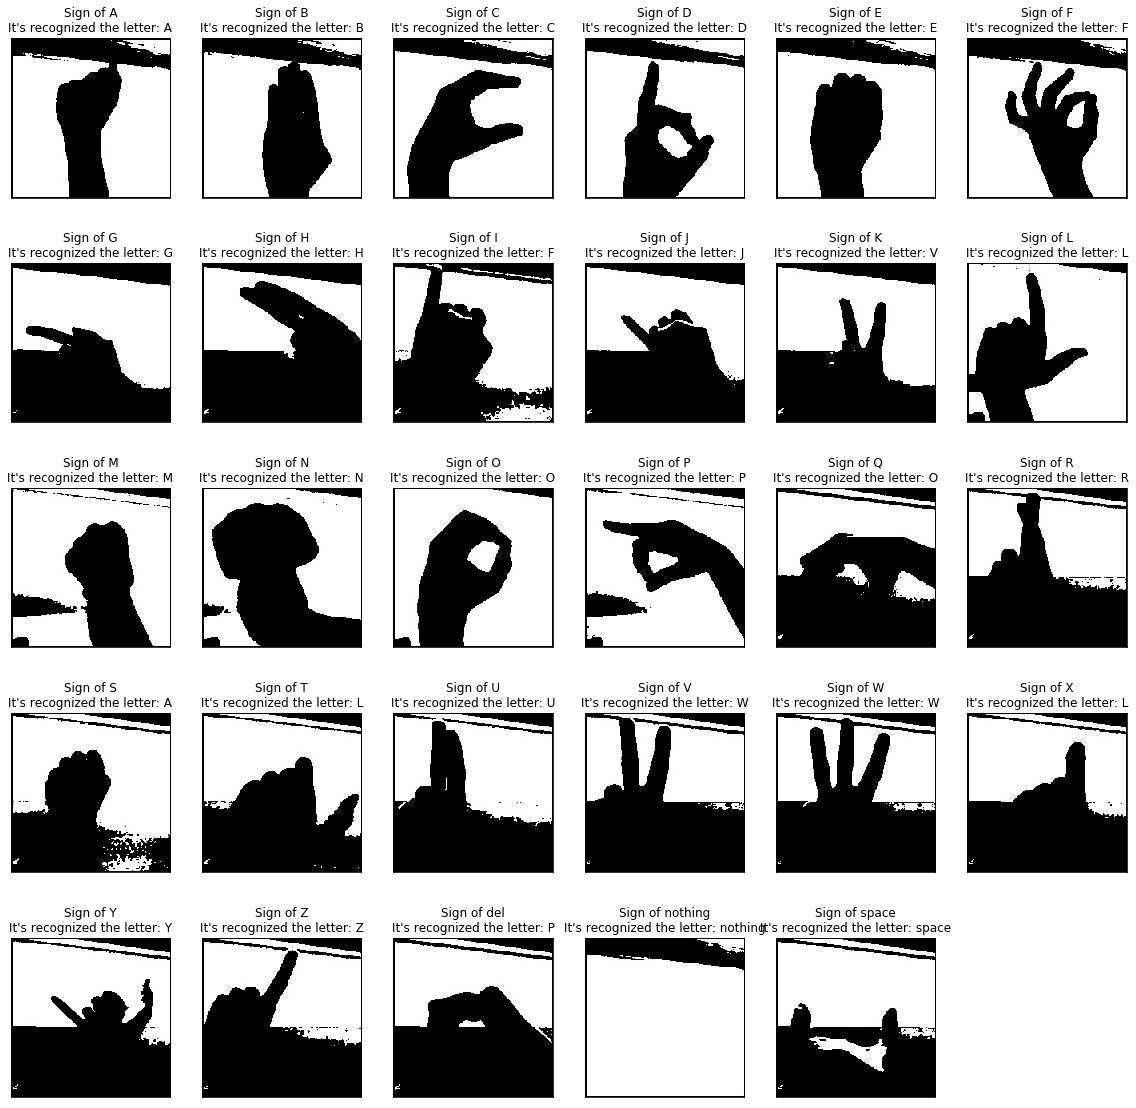 Sign of A
It's recognized the letter: A
Sign of B
It's recognized the letter: B
Sign of C
It's recognized the letter: C
Sign of D
It's recognized the letter: D
Sign of E
It's recognized the letter: E
Sign of F
It's recognized the letter: F
Sign of G
It's recognized the letter: G
Sign of H
It's recognized the letter: H
Sign of I
It's recognized the letter: F
Sign of J
It's recognized the letter: J
Sign of K
It's recognized the letter: V
Sign of L
It's recognized the letter: L
Sign of M
It's recognized the letter: M
Sign of N
It's recognized the letter: N
Sign of O
It's recognized the letter: O
Sign of P
It's recognized the letter: P
Sign of Q
It's recognized the letter: O
Sign of R
It's recognized the letter: R
Sign of S
It's recognized the letter: A
Sign of T
It's recognized the letter: L
Sign of U
It's recognized the letter: U
Sign of V
It's recognized the letter: W
Sign of W
It's recognized the letter: W
Sign of X
It's recognized the letter: L
Sign of Y
It's recognized the letter: Y
Sign of Z
It's recognized the letter: Z
Sign of del
It's recognized the letter: P
Sign of nothing
It's recognized the letter: nothing
Sign of space
It's recognized the letter: space